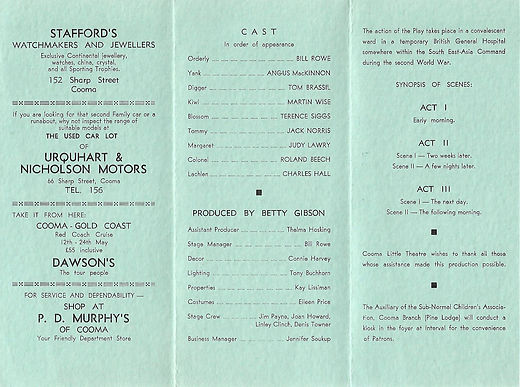 STAFFORD'S
WATCHMAKERS AND JEWELLERS
Exclusive Continental jewellery,
watches, china, crystal,
and all Sporting Trophies.
152 Sharp Street
Cooma
If you are looking for that second Family car or a
runabout, why not inspect the range of
suitable models at
THE USED CAR LOT
OF
URQUHART &
NICHOLSON MOTORS
66 Sharp Street, Cooma
TEL. 156
TAKE IT FROM HERE:
COOMA - GOLD COAST
Red Coach Cruise
12th - 24th May
£55 inclusive
DAWSON'S
The tour people
FOR SERVICE AND DEPENDABILITY —
SHOP AT
P. D. MURPHY'S
OF COOMA
Your Friendly Department Store
CAST
In order of appearance
Orderly BILL ROWE
Yank ANGUS MacKINNON
Digger TOM BRASSIL
Kiwi MARTIN WISE
Blossom TERENCE SIGGS
Tommy JACK NORRIS
Margaret JUDY LAWRY
Colonel ROLAND BEECH
Lachlen CHARLES HALL
PRODUCED BY BETTY GIBSON
Assistant Producer Thelma Hosking
Stage Manager Bill Rowe
Decor Connie Harvey
Lighting Tony Buchhorn
Properties Kay Lissiman
Costumes Eileen Price
Stage Crew Jim Payne, Joan Howard,
Linley Clinch, Denis Towner
Business Manager Jennifer Soukup
The action of the Play takes place in a convalescent
ward in a temporary British General Hospital
somewhere within the South East-Asia Command
during the second World War.
SYNOPSIS OF SCENES:
ACT I
Early morning.
ACT II
Scene I — Two weeks later.
Scene II — A few nights later.
ACT III
Scene I — The next day.
Scene II — The following morning.
Cooma Little Theatre wishes to thank all those
whose assistance made this production possible.
The Auxiliary of the Sub-Normal Children's Associa-
tion, Cooma Branch (Pine Lodge) will conduct a
kiosk in the foyer at interval for the convenience
of Patrons.